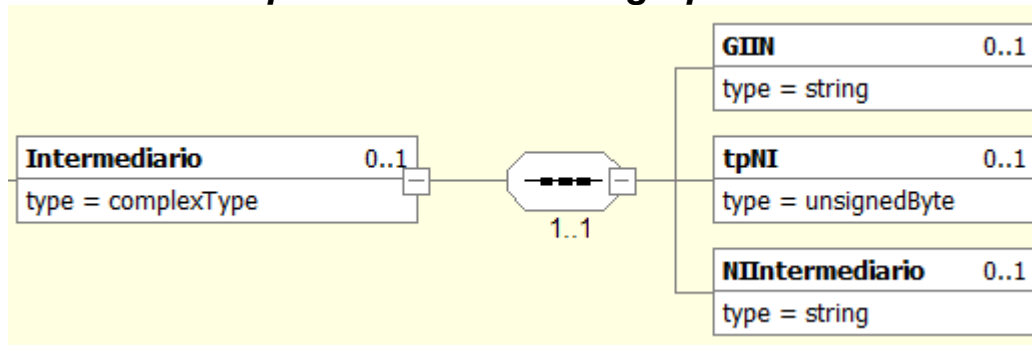 GIIN 0..1
type = string
Intermediario 0..1
type = complexType
1..1
tpNI 0..1
type = unsignedByte
NIIntermediario 0..1
type = string